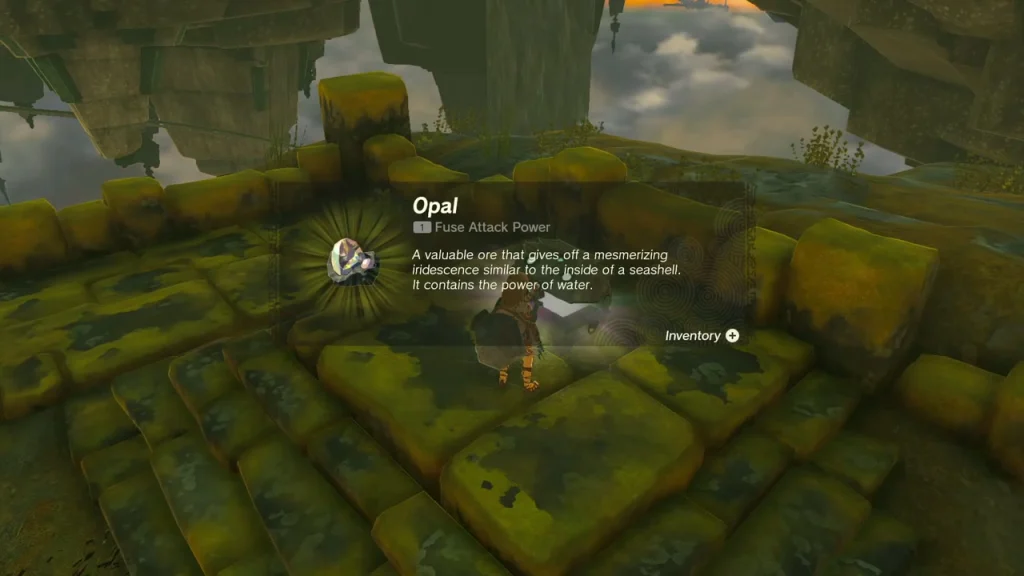 Opal
1 Fuse Attack Power
A valuable ore that gives off a mesmerizing
iridescence similar to the inside of a seashell.
It contains the power of water.
Inventory +